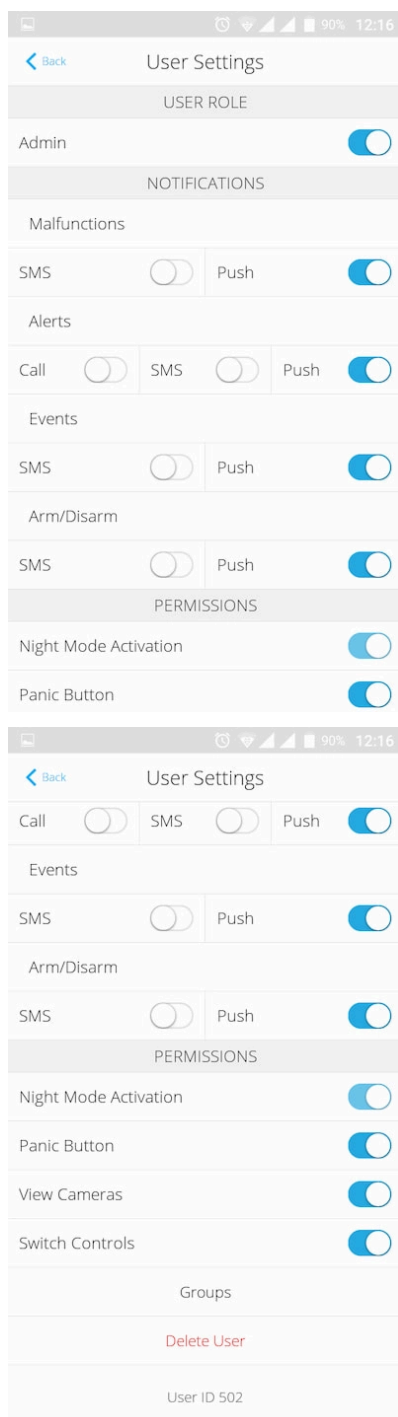 90% 12:16
Back User Settings
USER ROLE
Admin
NOTIFICATIONS
Malfunctions
SMS Push
Alerts
Call SMS Push
Events
SMS Push
Arm/Disarm
SMS Push
PERMISSIONS
Night Mode Activation
Panic Button
90% 12:16
Back User Settings
Call SMS Push
Events
SMS Push
Arm/Disarm
SMS Push
PERMISSIONS
Night Mode Activation
Panic Button
View Cameras
Switch Controls
Groups
Delete User
User ID 502